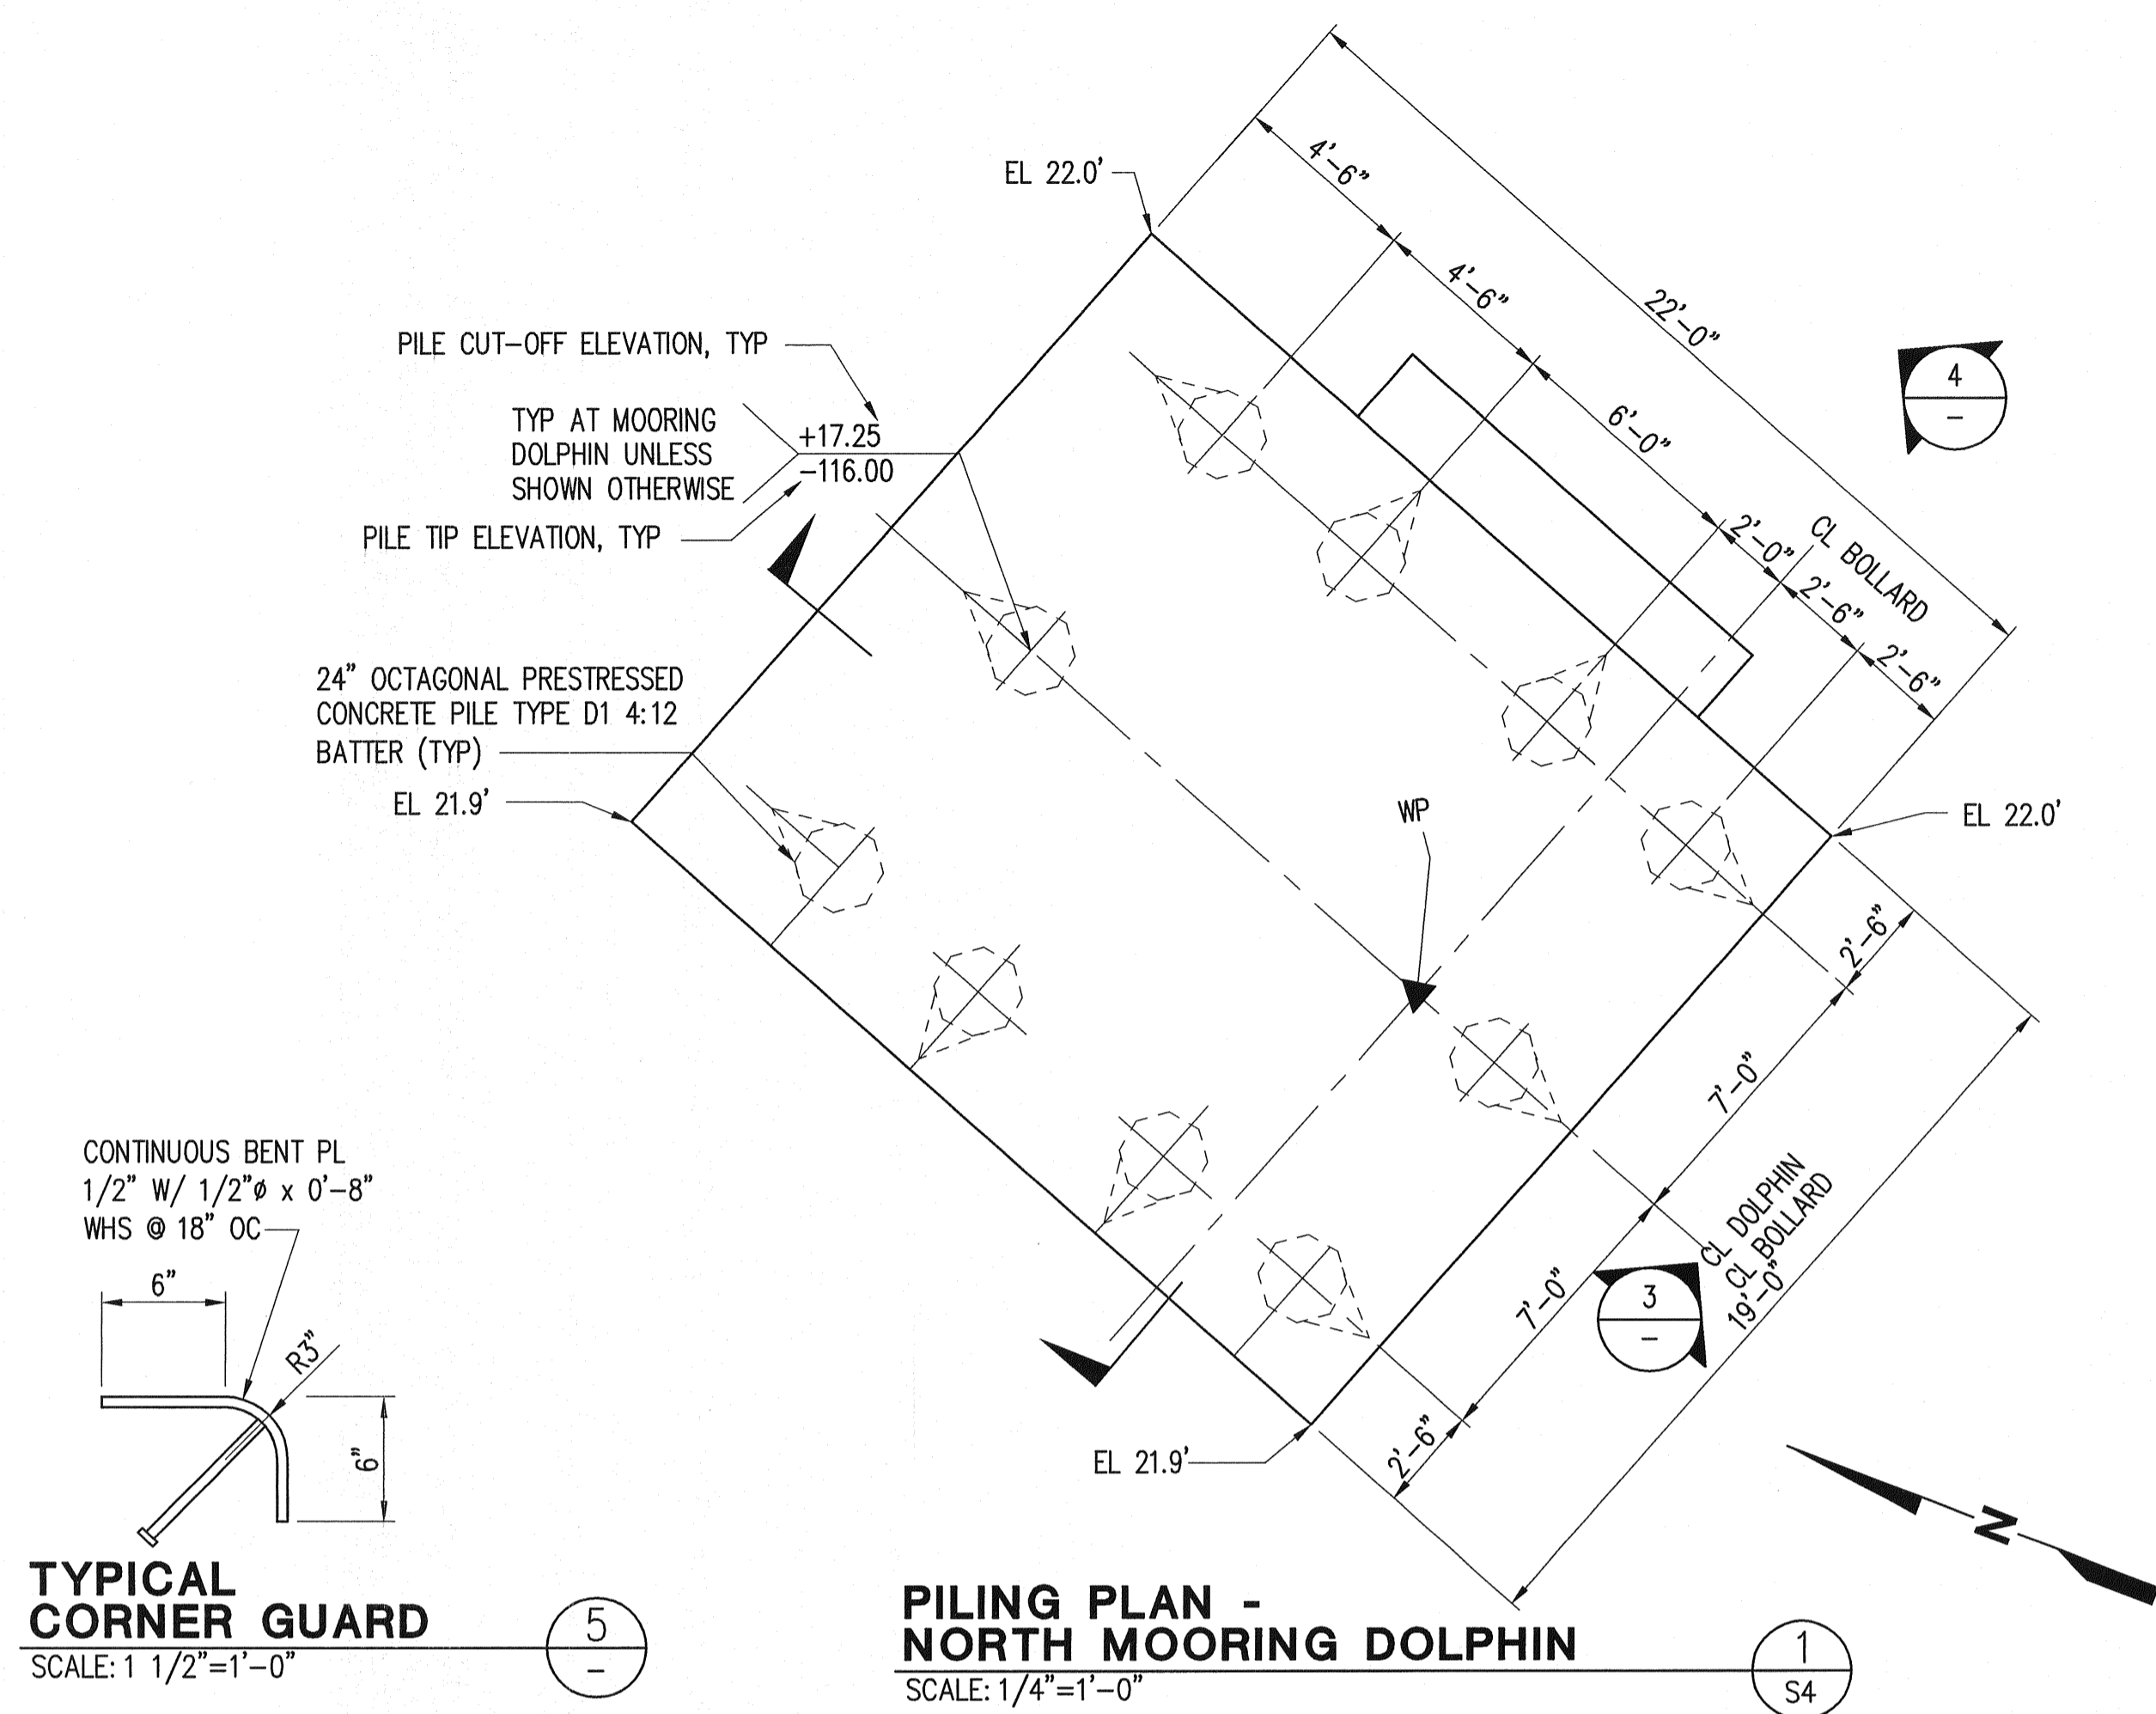 EL 22.0'
4'-6"
4'-6"
22'-0"
6'-0"
2'-0"
CL BOLLARD
2'-6"
2'-6"
4
-
PILE CUT-OFF ELEVATION, TYP
TYP AT MOORING
DOLPHIN UNLESS
SHOWN OTHERWISE
+17.25
-116.00
PILE TIP ELEVATION, TYP
24" OCTAGONAL PRESTRESSED
CONCRETE PILE TYPE D1 4:12
BATTER (TYP)
EL 21.9'
WP
EL 22.0'
2'-6"
7'-0"
CL DOLPHIN
CL BOLLARD
19'-0"
7'-0"
3
-
2'-6"
EL 21.9'
N
CONTINUOUS BENT PL
1/2" W/ 1/2"ø x 0'-8"
WHS @ 18" OC
6"
R3"
6"
TYPICAL
CORNER GUARD
SCALE: 1 1/2"=1'-0"
5
-
PILING PLAN -
NORTH MOORING DOLPHIN
SCALE: 1/4"=1'-0"
1
S4